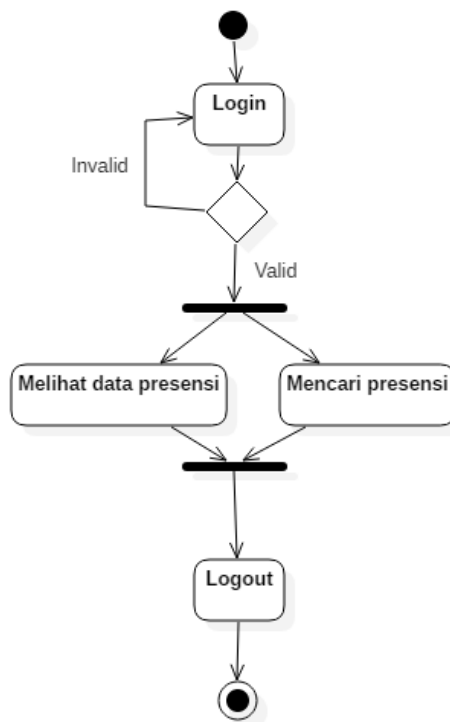 Login
Invalid
Valid
Melihat data presensi
Mencari presensi
Logout